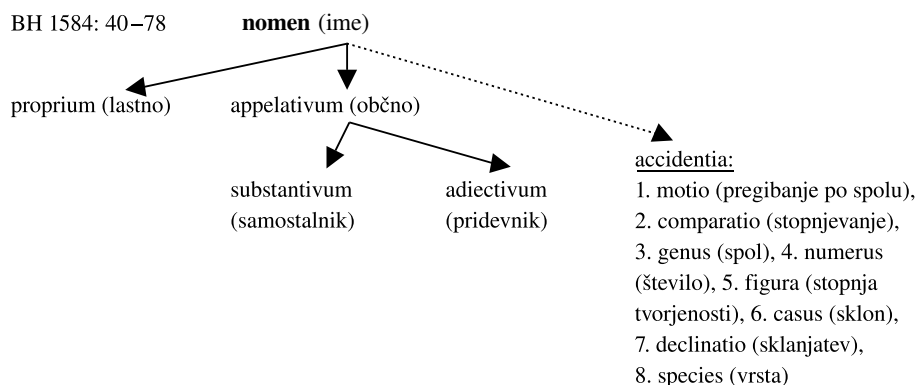 BH 1584: 40–78 nomen (ime)
proprium (lastno) appelativum (občno)
substantivum
(samostalnik)
adiectivum
(pridevnik)
accidentia:
1. motio (pregibanje po spolu),
2. comparatio (stopnjevanje),
3. genus (spol), 4. numerus
(število), 5. figura (stopnja
tvorjenosti), 6. casus (sklon),
7. declinatio (sklanjatev),
8. species (vrsta)